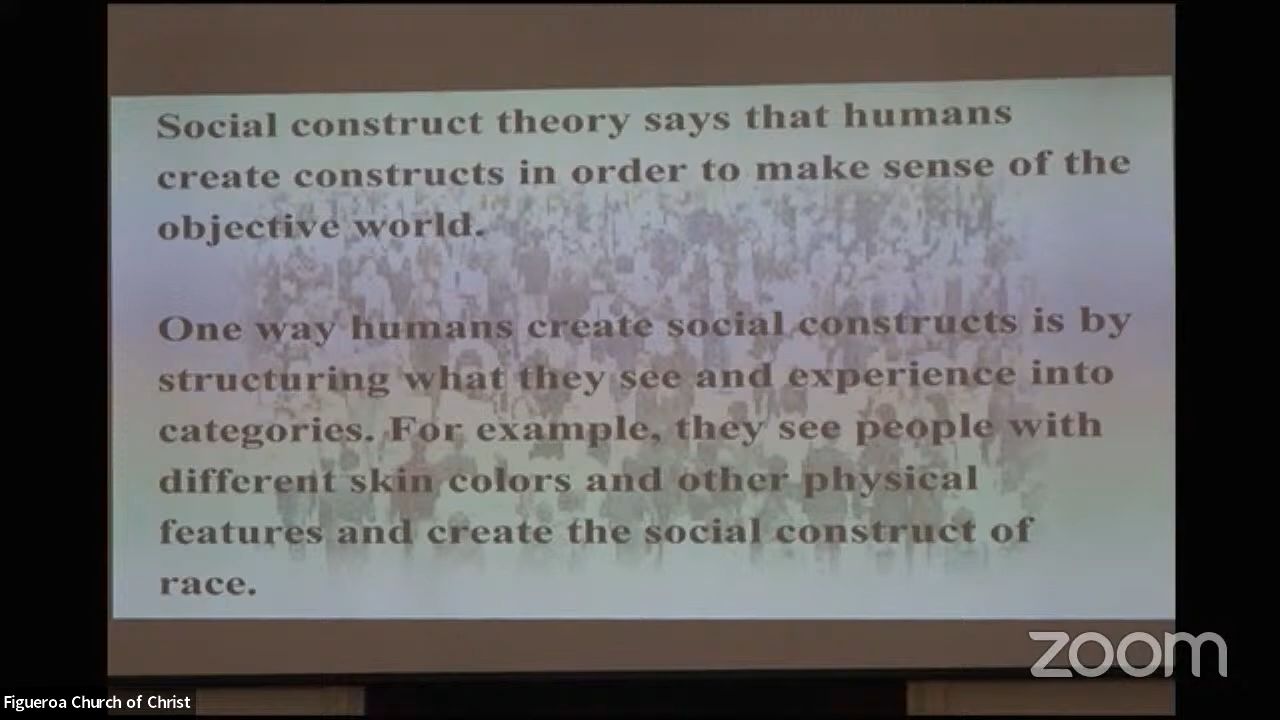 Social construct theory says that humans
create constructs in order to make sense of the
objective world.
One way humans create social constructs is by
structuring what they see and experience into
categories. For example, they see people with
different skin colors and other physical
features and create the social construct of
race.
zoom
Figueroa Church of Christ